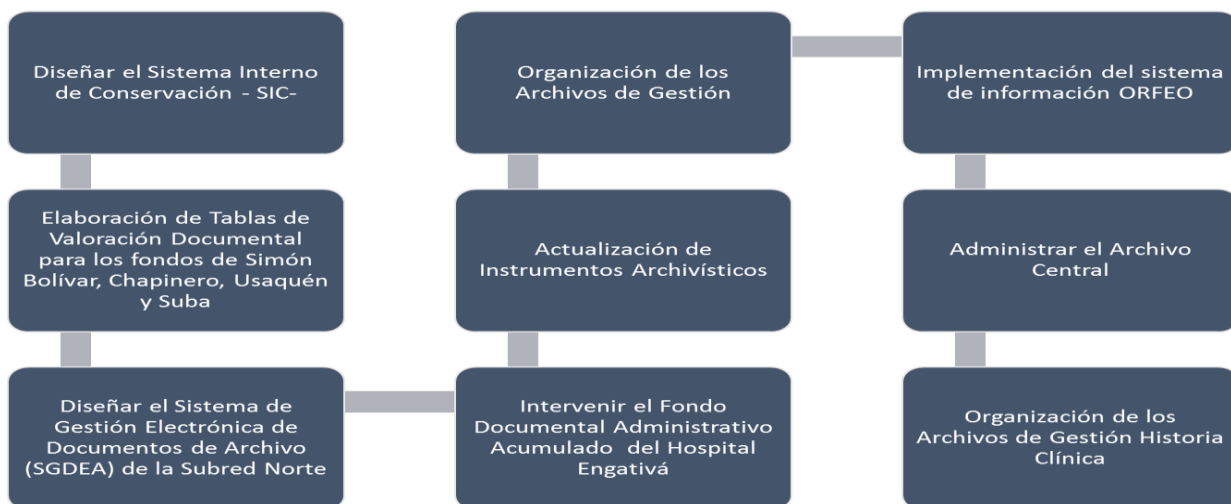 Diseñar el Sistema Interno
de Conservación - SIC-
Elaboración de Tablas de
Valoración Documental
para los fondos de Simón
Bolívar, Chapinero, Usaquén
y Suba
Diseñar el Sistema de
Gestión Electrónica de
Documentos de Archivo
(SGDEA) de la Subred Norte
Intervenir el Fondo
Documental Administrativo
Acumulado del Hospital
Engativá
Actualización de
Instrumentos Archivísticos
Organización de los
Archivos de Gestión
Implementación del sistema
de información ORFEO
Administrar el Archivo
Central
Organización de los
Archivos de Gestión Historia
Clínica